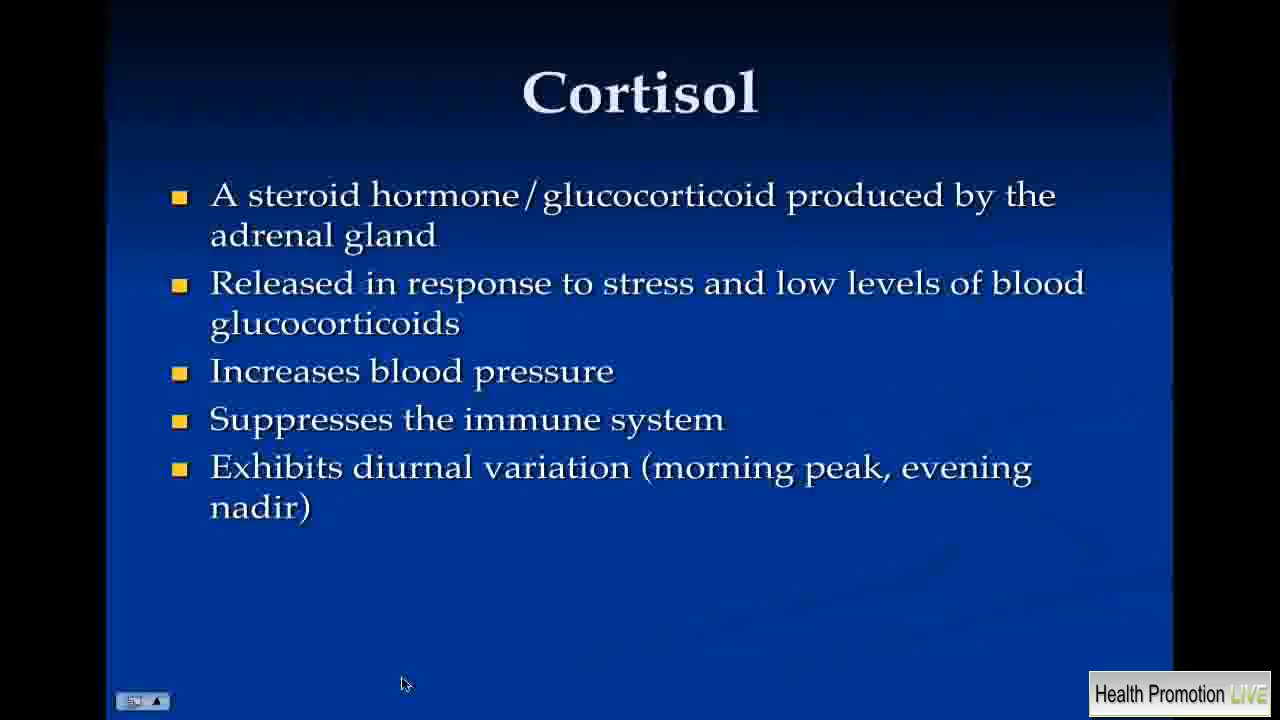 Cortisol
A steroid hormone/glucocorticoid produced by the
adrenal gland
Released in response to stress and low levels of blood
glucocorticoids
Increases blood pressure
Suppresses the immune system
Exhibits diurnal variation (morning peak, evening
nadir)
Health Promotion LIVE